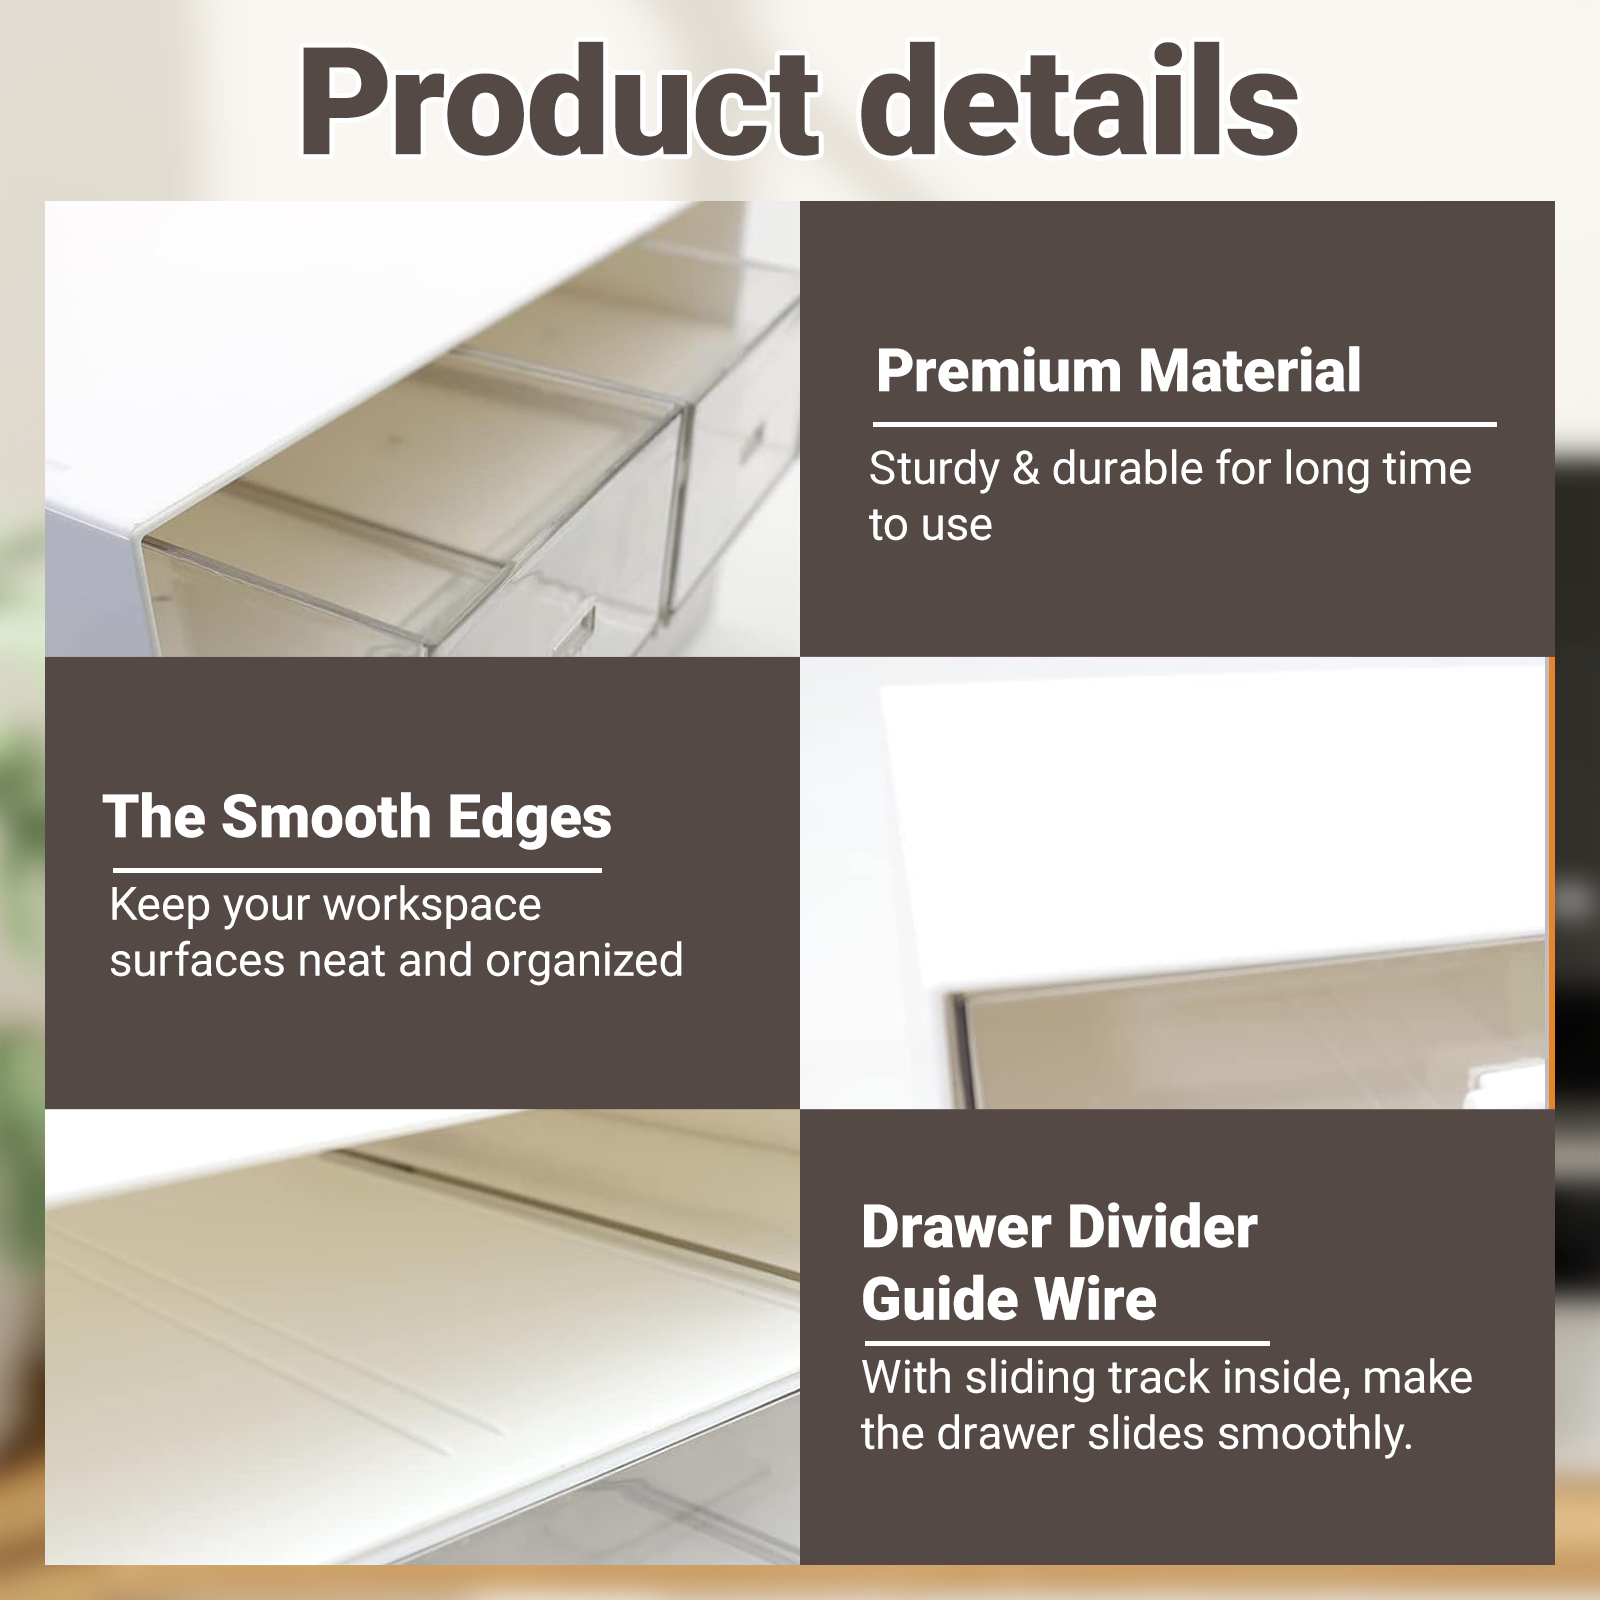 Product details
Premium Material
Sturdy & durable for long time
to use
The Smooth Edges
Keep your workspace
surfaces neat and organized
Drawer Divider
Guide Wire
With sliding track inside, make
the drawer slides smoothly.